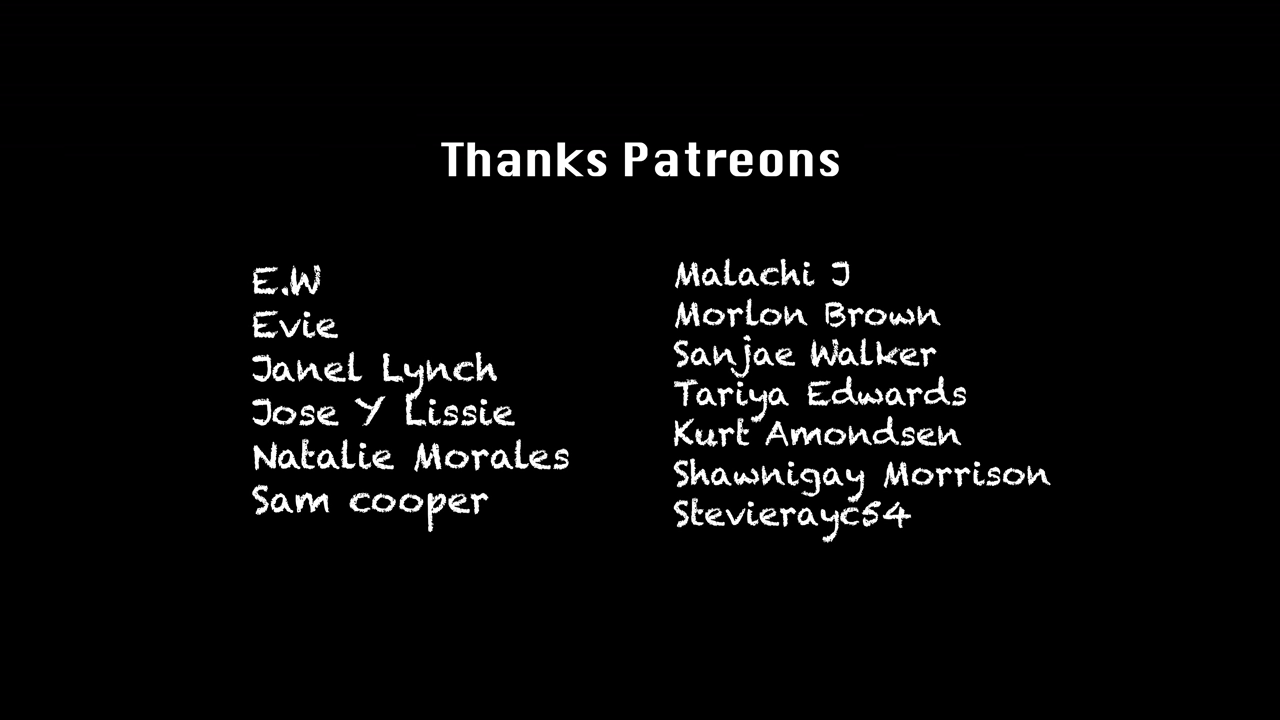 Thanks Patreons
E.W
Evie
Janel Lynch
Jose Y Lissie
Natalie Morales
Sam cooper
Malachi J
Morlon Brown
Sanjae Walker
Tariya Edwards
Kurt Amondsen
Shawnigay Morrison
Stevierayc54